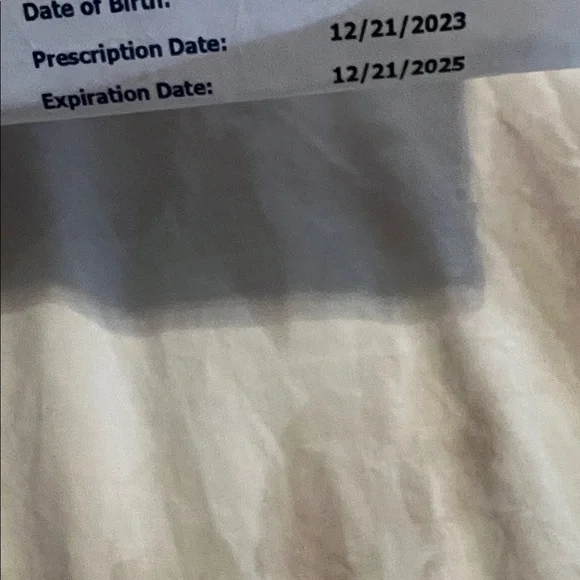 Date of Birth:
Prescription Date: 12/21/2023
Expiration Date: 12/21/2025